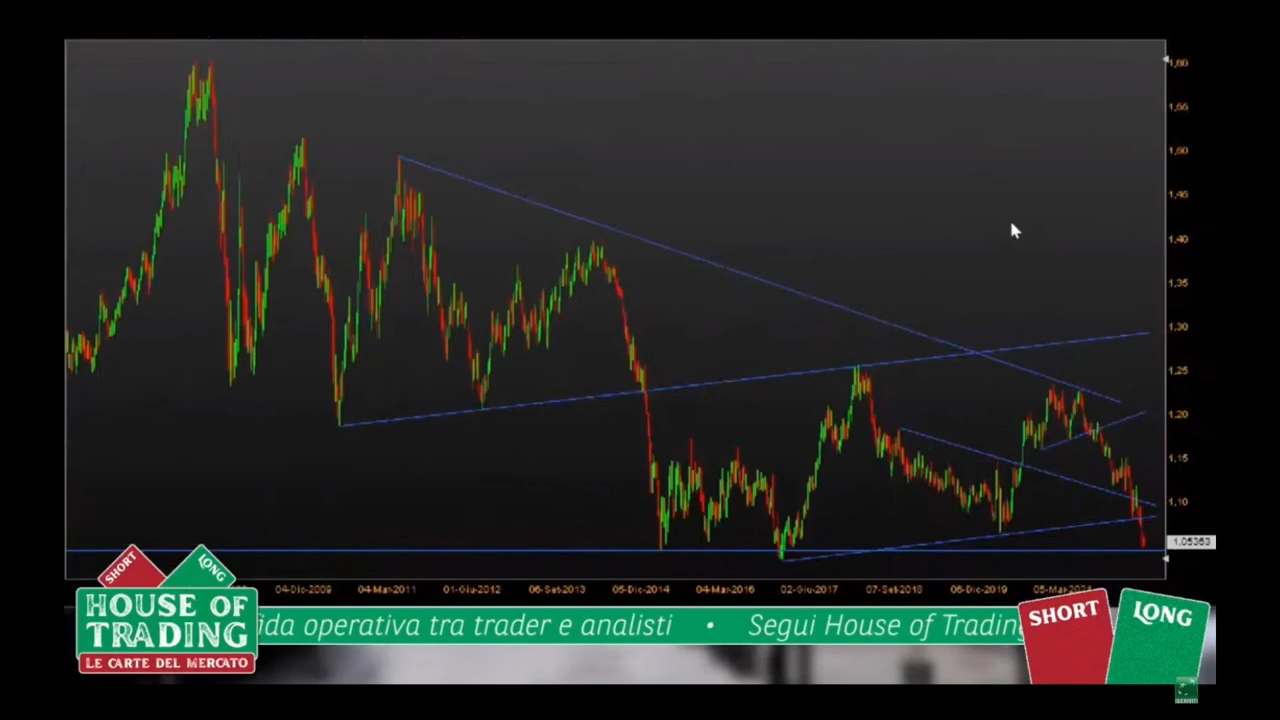 1,60
1,55
1,50
1,45
1,40
1,35
1,30
1,25
1,20
1,15
1,10
1.05353
04-Dic-2009 04-Mar-2011 01-Giu-2012 06-Set-2013 05-Dic-2014 04-Mar-2016 02-Giu-2017 07-Set-2018 06-Dic-2019 05-Mar-2021
SHORT
LONG
HOUSE OF
TRADING
LE CARTE DEL MERCATO
fida operativa tra trader e analisti • Segui House of Trading
SHORT
LONG
ISCRIVITI